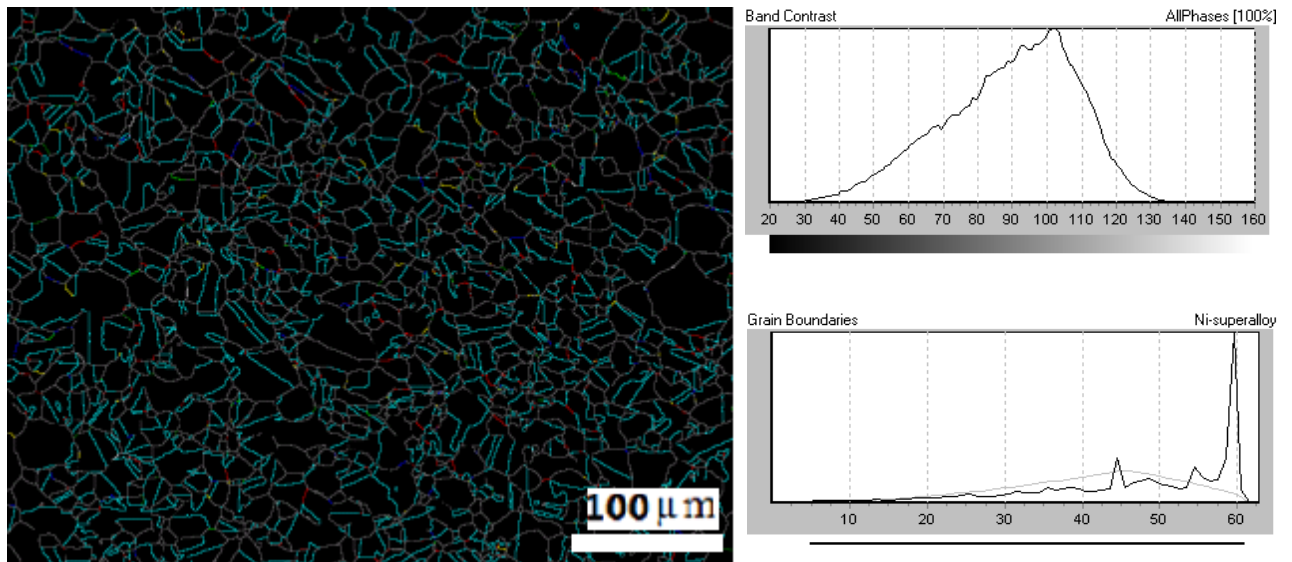 Band Contrast AllPhases [100%]
20 30 40 50 60 70 80 90 100 110 120 130 140 150 160
Grain Boundaries Ni-superalloy
10 20 30 40 50 60
100 μm